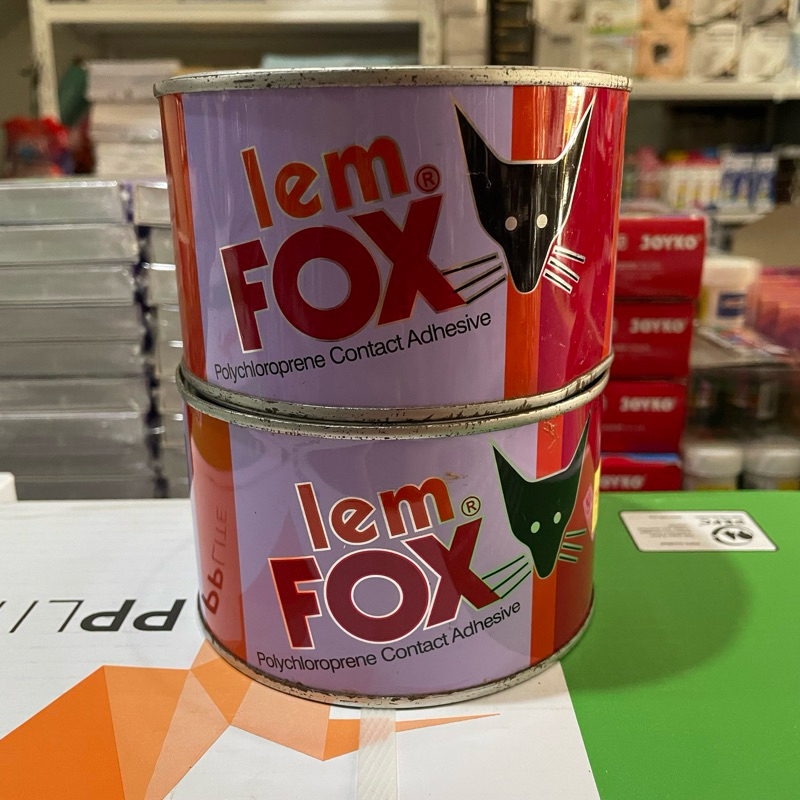 lem®
FOX
Polychloroprene Contact Adhesive
lem®
FOX
Polychloroprene Contact Adhesive
JOYKO
JOYKO
JOYKO